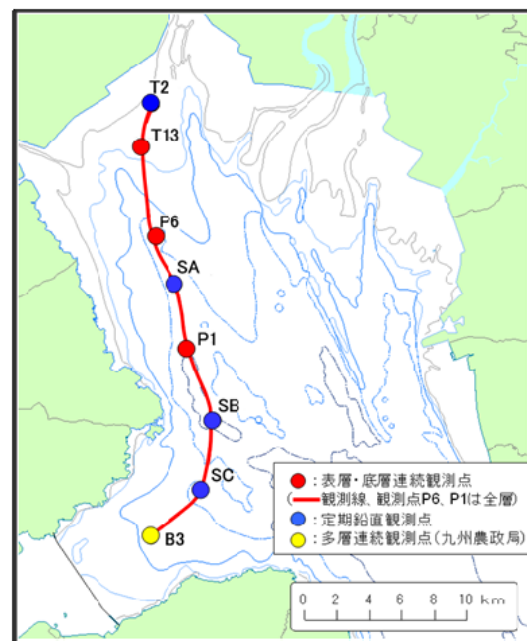 T2
T13
P6
SA
P1
SB
SC
B3
：表層・底層連続観測点
(━ 観測線、観測点P6、P1は全層)
：定期鉛直観測点
：多層連続観測点(九州農政局)
0 2 4 6 8 10
km